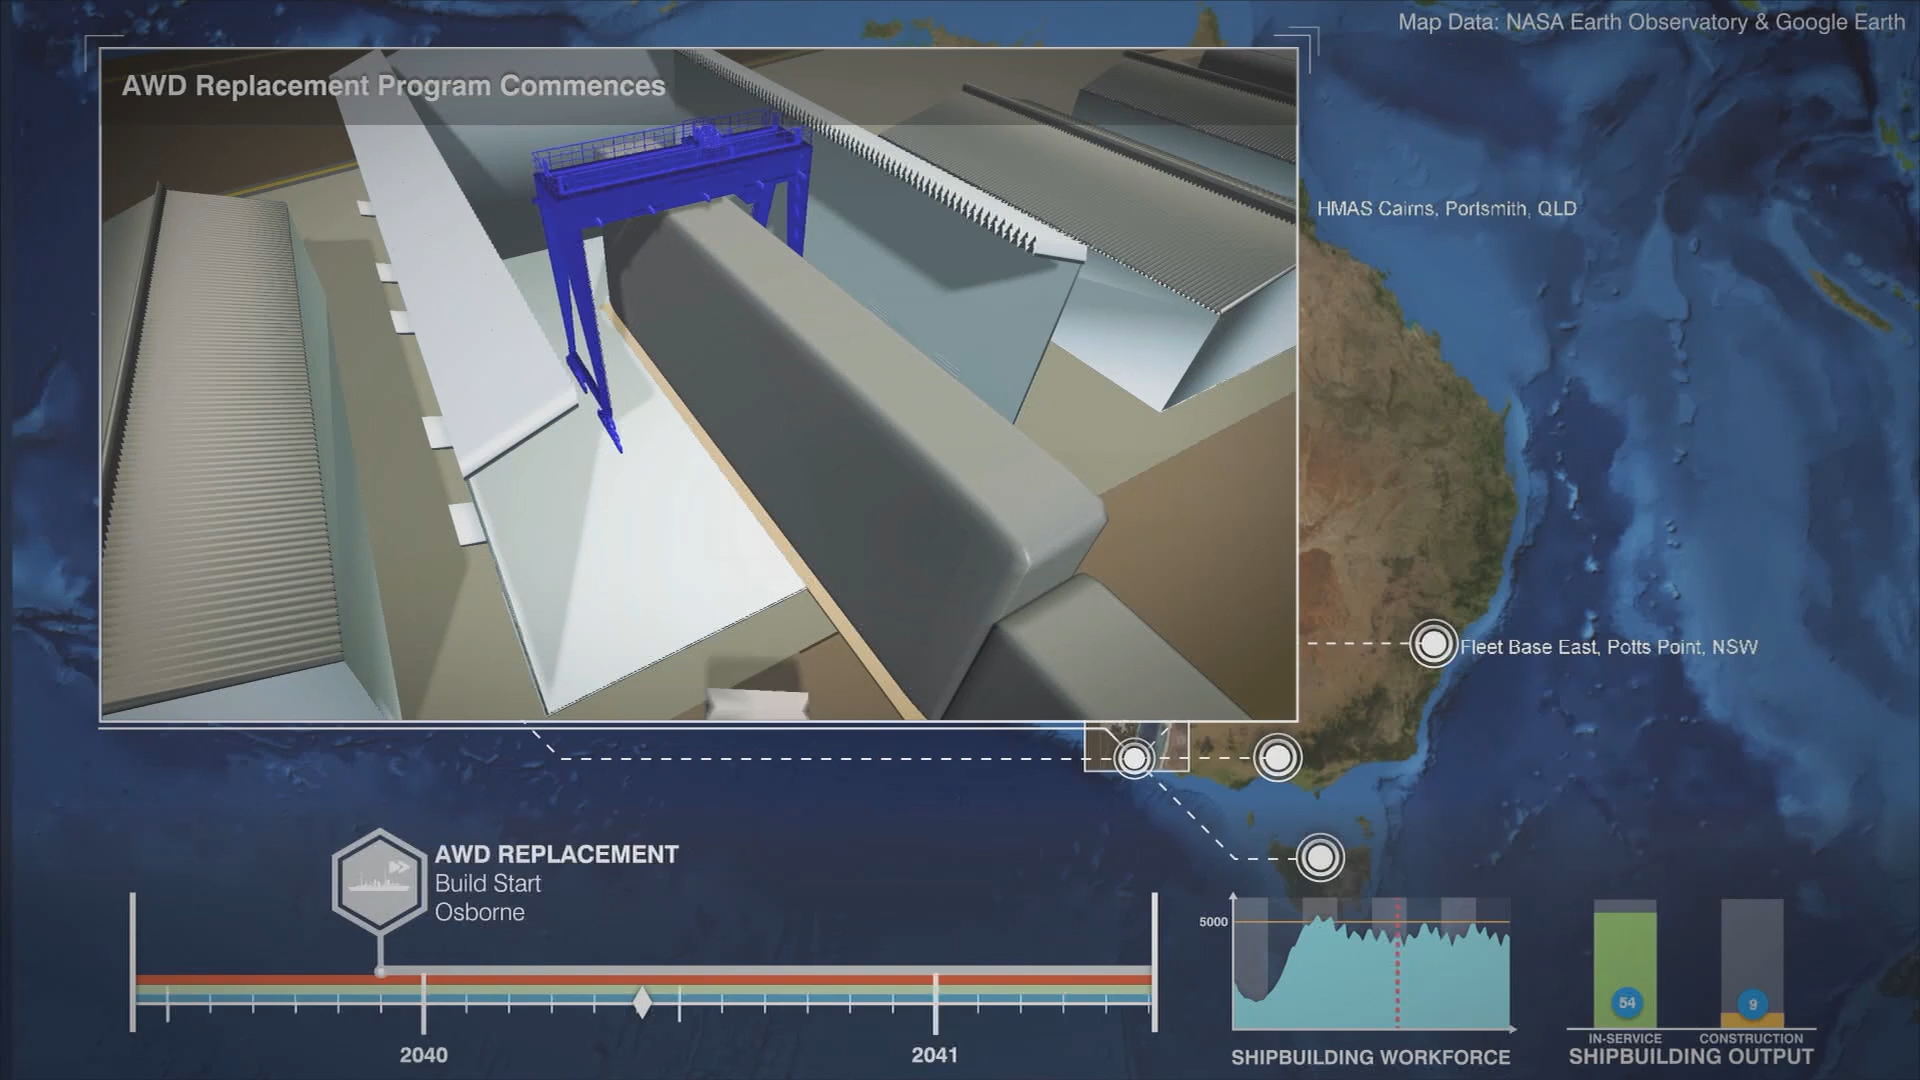 Map Data: NASA Earth Observatory & Google Earth
AWD Replacement Program Commences
HMAS Cairns, Portsmith, QLD
Fleet Base East, Potts Point, NSW
AWD REPLACEMENT
Build Start
Osborne
2040
2041
5000
SHIPBUILDING WORKFORCE
54
9
IN-SERVICE
CONSTRUCTION
SHIPBUILDING OUTPUT